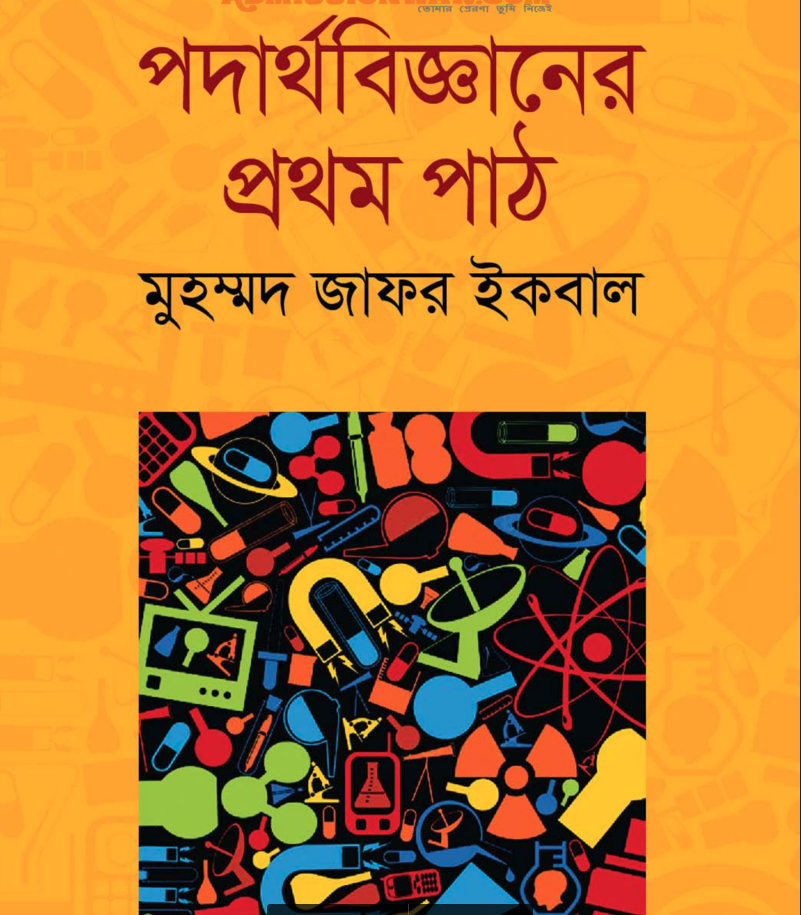 তোমার প্রেরণা তুমি নিজেই
পদার্থবিজ্ঞানের
প্রথম পাঠ
মুহম্মদ জাফর ইকবাল